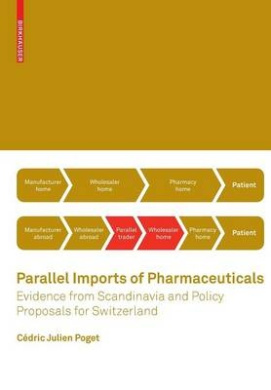 BIRKHÄUSER
Manufacturer home
Wholesaler home
Pharmacy home
Patient
Manufacturer abroad
Wholesaler abroad
Parallel trader
Wholesaler home
Pharmacy home
Patient
Parallel Imports of Pharmaceuticals
Evidence from Scandinavia and Policy
Proposals for Switzerland
Cédric Julien Poget